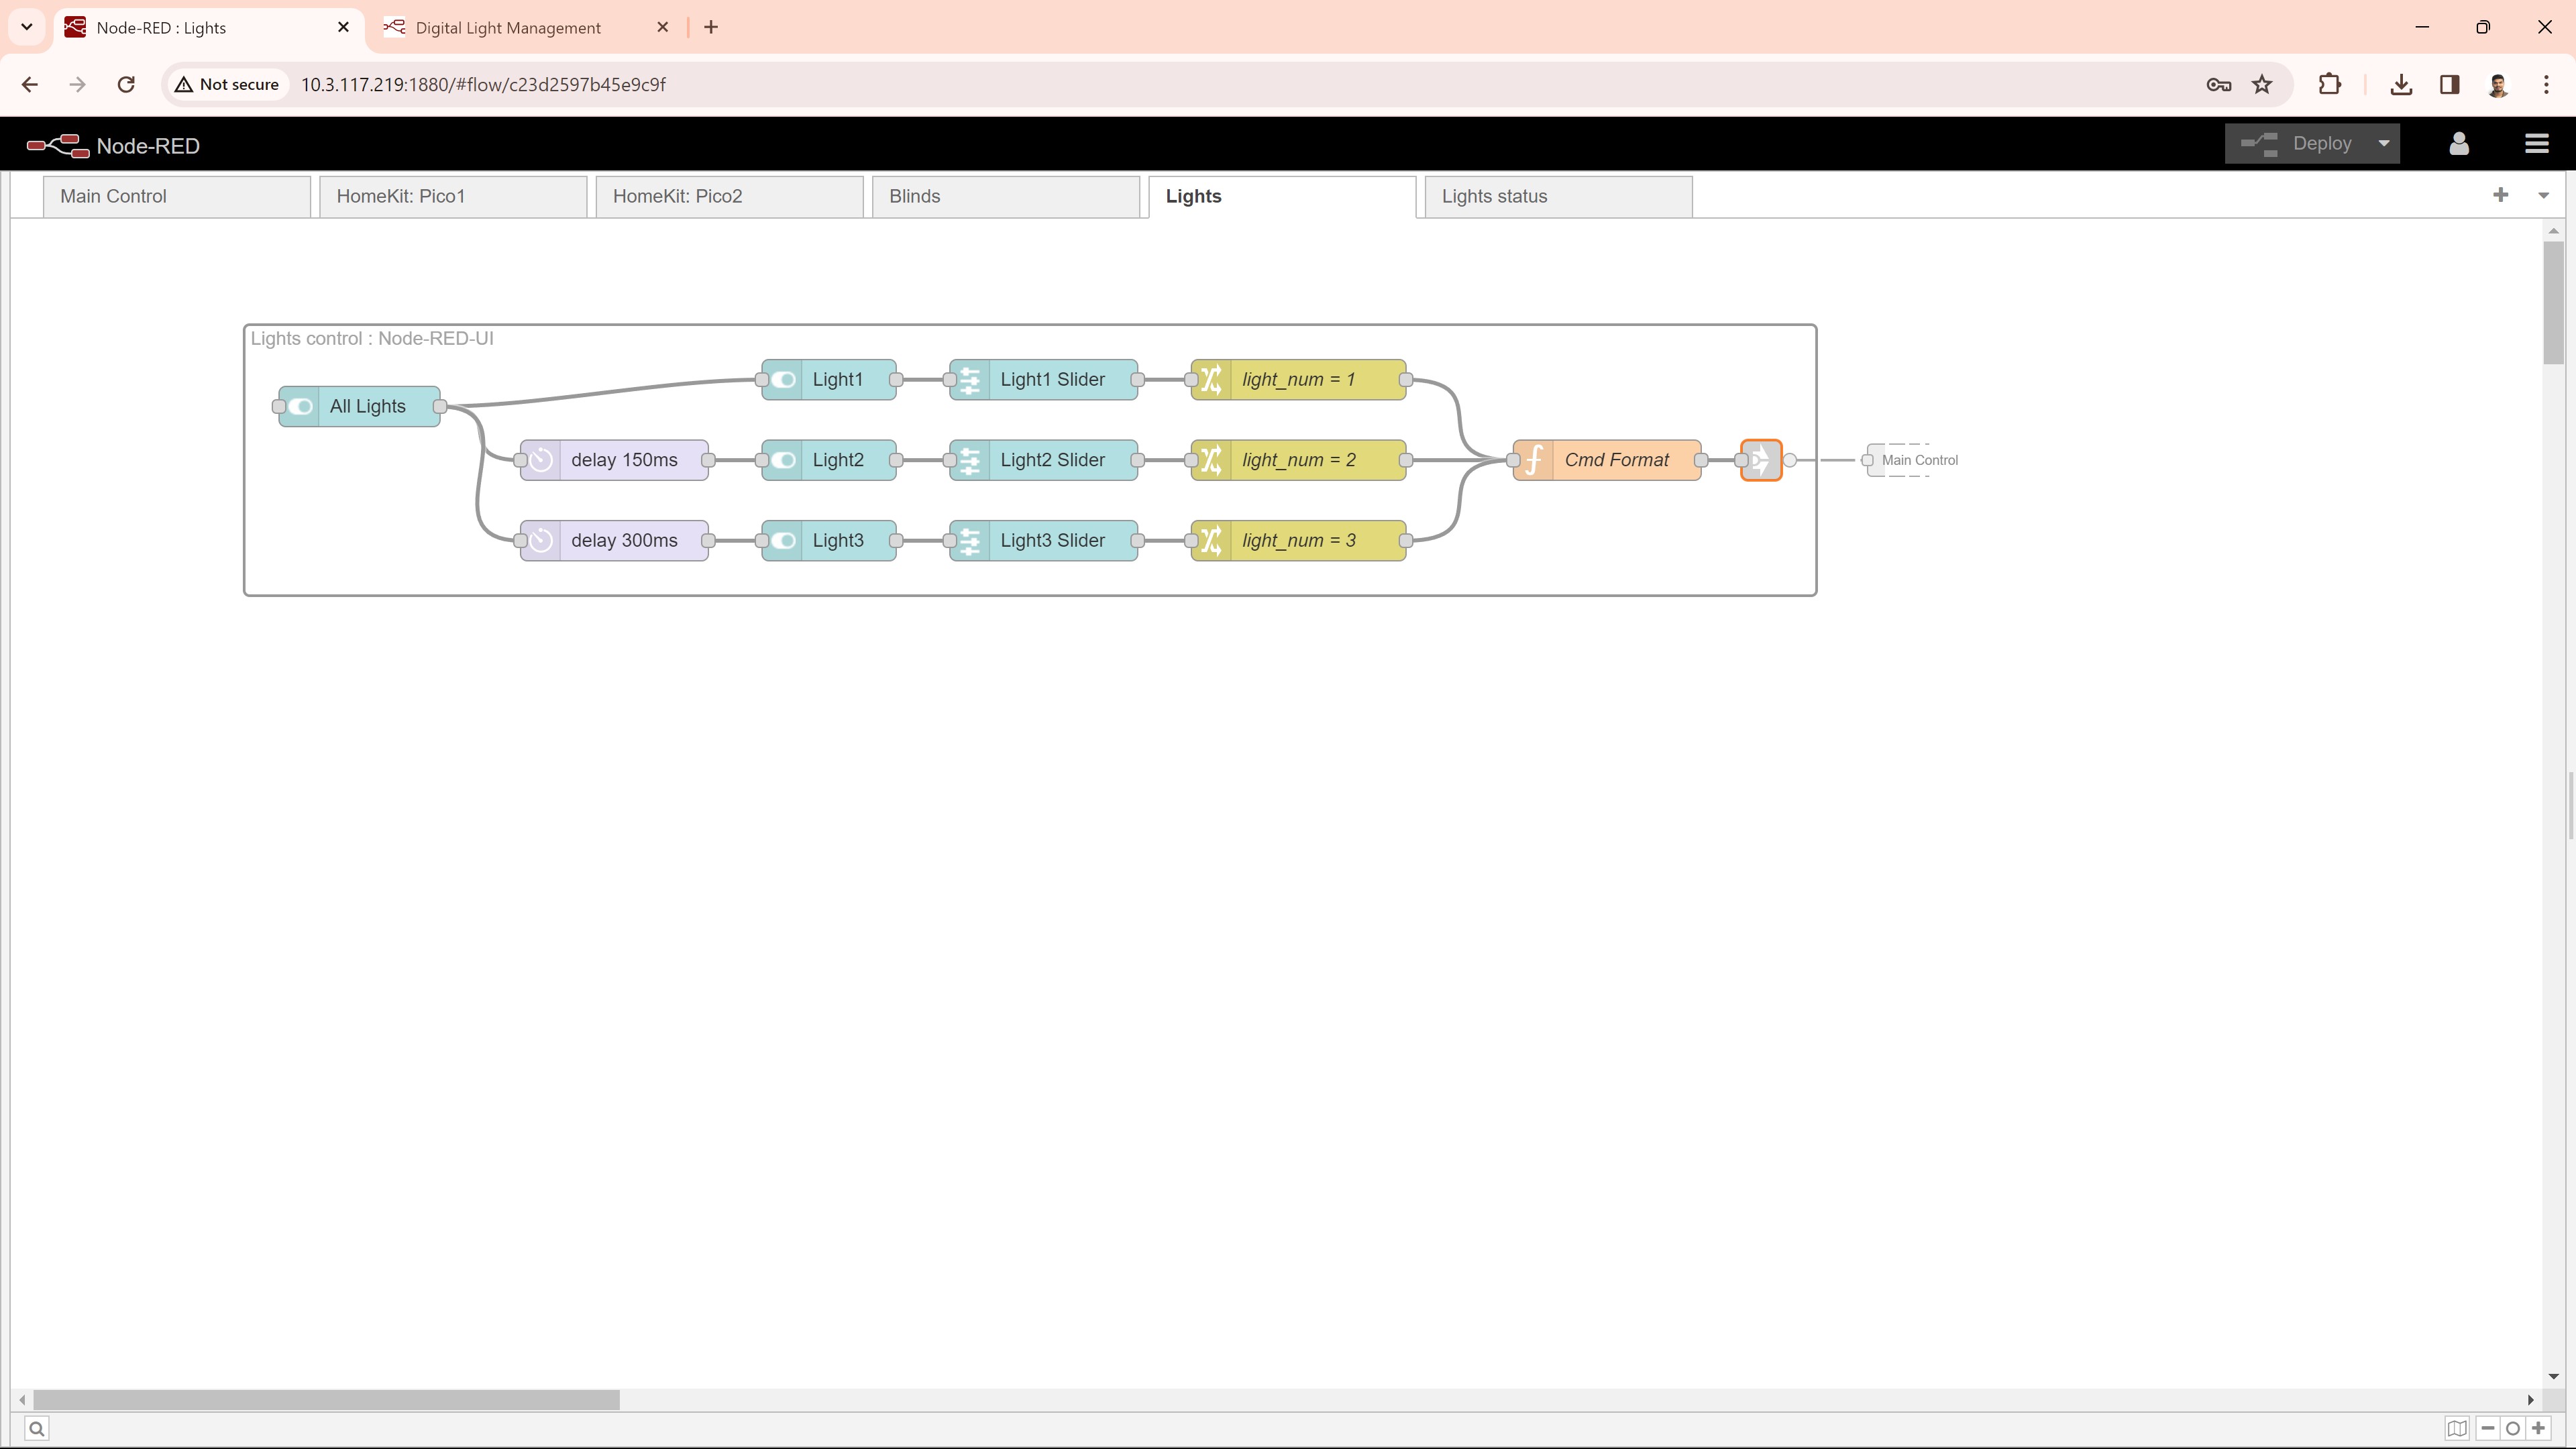 Node-RED : Lights
Digital Light Management
Not secure
10.3.117.219:1880/#flow/c23d2597b45e9c9f
Node-RED
Deploy
Main Control
HomeKit: Pico1
HomeKit: Pico2
Blinds
Lights
Lights status
Lights control : Node-RED-UI
All Lights
Light1
Light1 Slider
light_num = 1
delay 150ms
Light2
Light2 Slider
light_num = 2
Cmd Format
Main Control
delay 300ms
Light3
Light3 Slider
light_num = 3